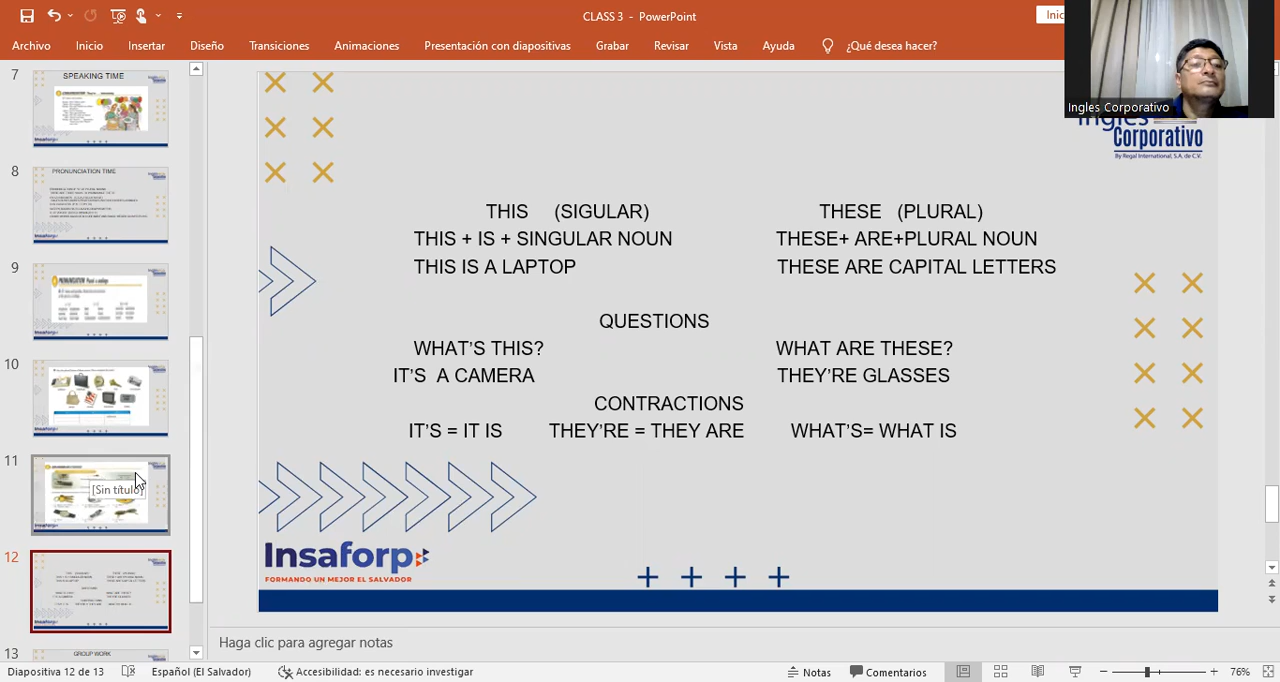 CLASS 3 - PowerPoint
Inic
Archivo Inicio Insertar Diseño Transiciones Animaciones Presentación con diapositivas Grabar Revisar Vista Ayuda ¿Qué desea hacer?
Ingles Corporativo
7
SPEAKING TIME
8
PRONUNCIATION TIME
9
10
11
[Sin título]
12
13
GROUP WORK
Ingles
Corporativo
By Regal International, S.A. de C.V.
THIS (SIGULAR) THESE (PLURAL)
THIS + IS + SINGULAR NOUN THESE+ ARE+PLURAL NOUN
THIS IS A LAPTOP THESE ARE CAPITAL LETTERS
QUESTIONS
WHAT'S THIS? WHAT ARE THESE?
IT'S A CAMERA THEY'RE GLASSES
CONTRACTIONS
IT'S = IT IS THEY'RE = THEY ARE WHAT'S= WHAT IS
Insaforp
FORMANDO UN MEJOR EL SALVADOR
Haga clic para agregar notas
Diapositiva 12 de 13 Español (El Salvador) Accesibilidad: es necesario investigar Notas Comentarios 76%